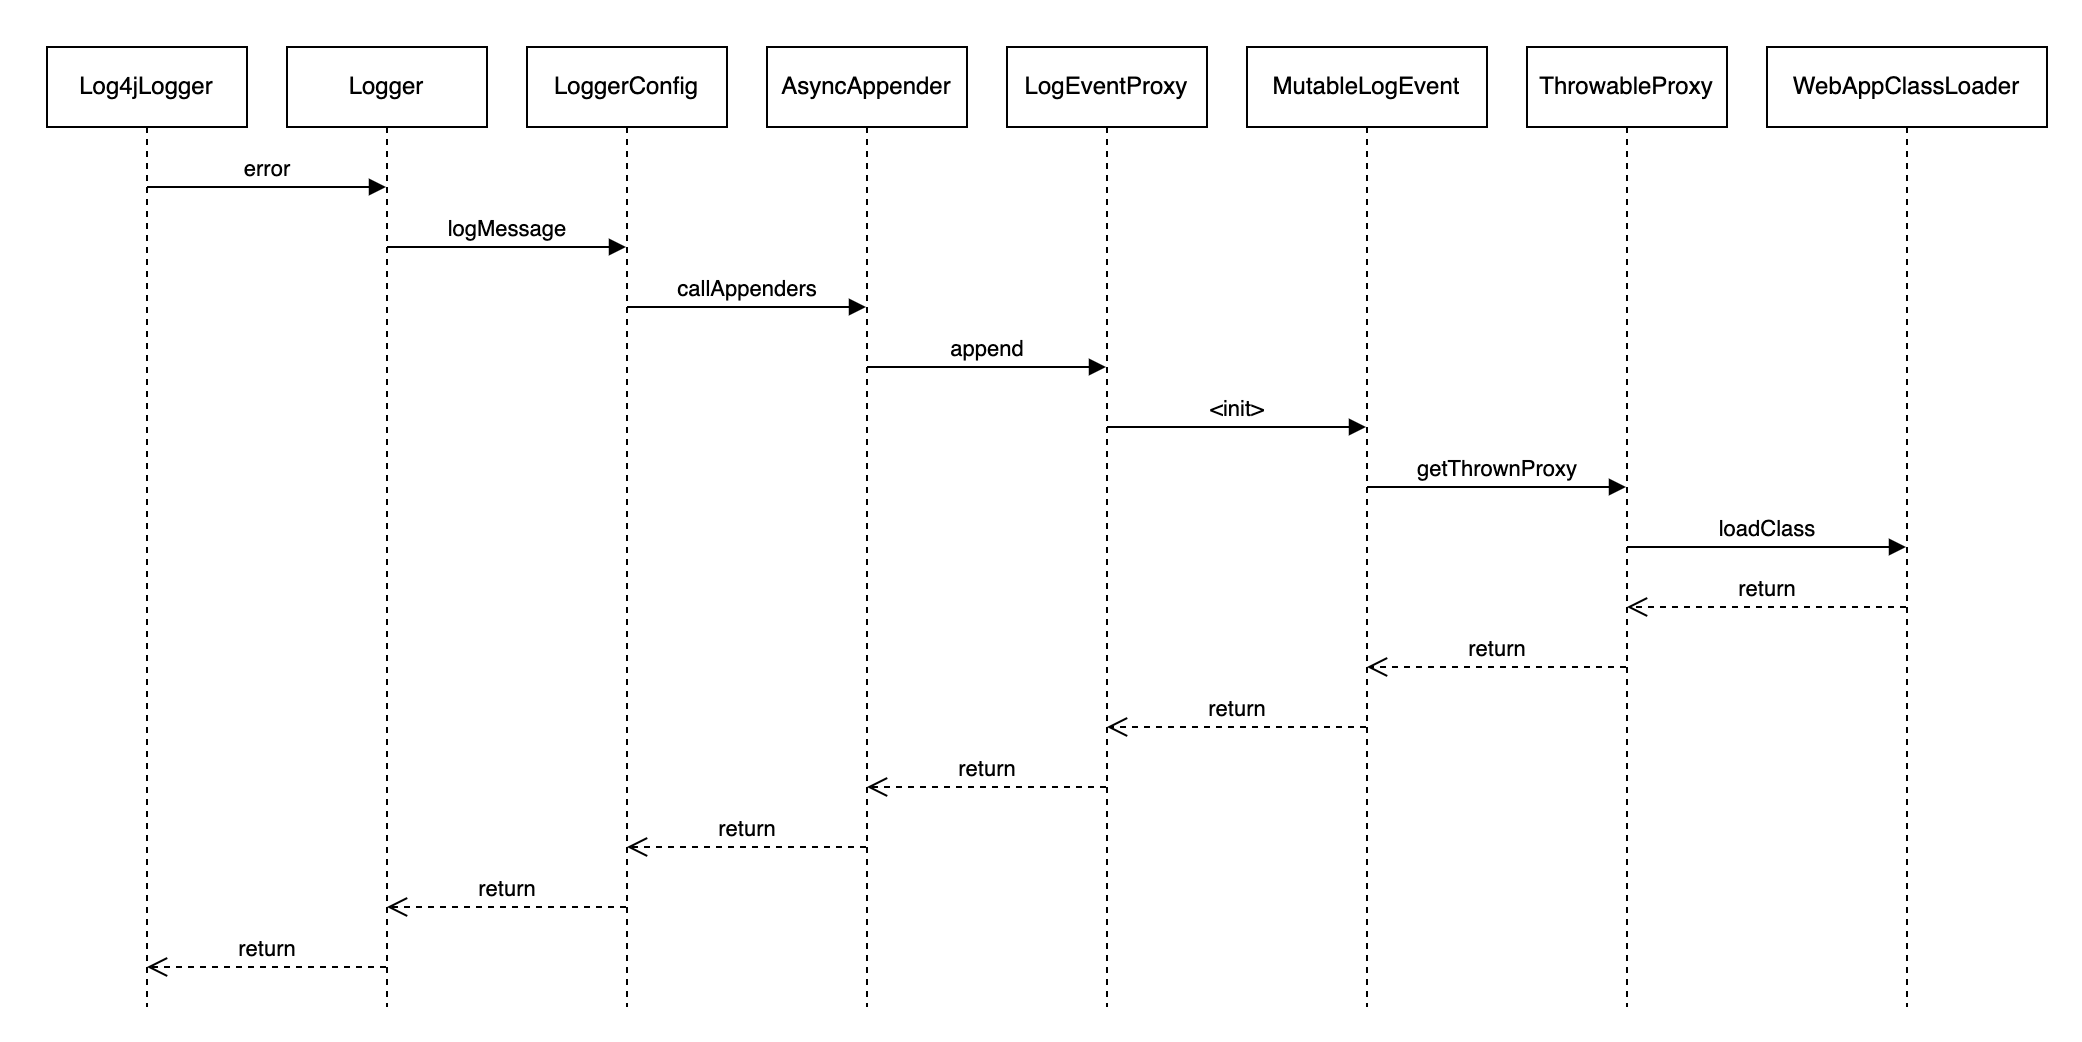 Log4jLogger
Logger
LoggerConfig
AsyncAppender
LogEventProxy
MutableLogEvent
ThrowableProxy
WebAppClassLoader
error
logMessage
callAppenders
append
<init>
getThrownProxy
loadClass
return
return
return
return
return
return
return